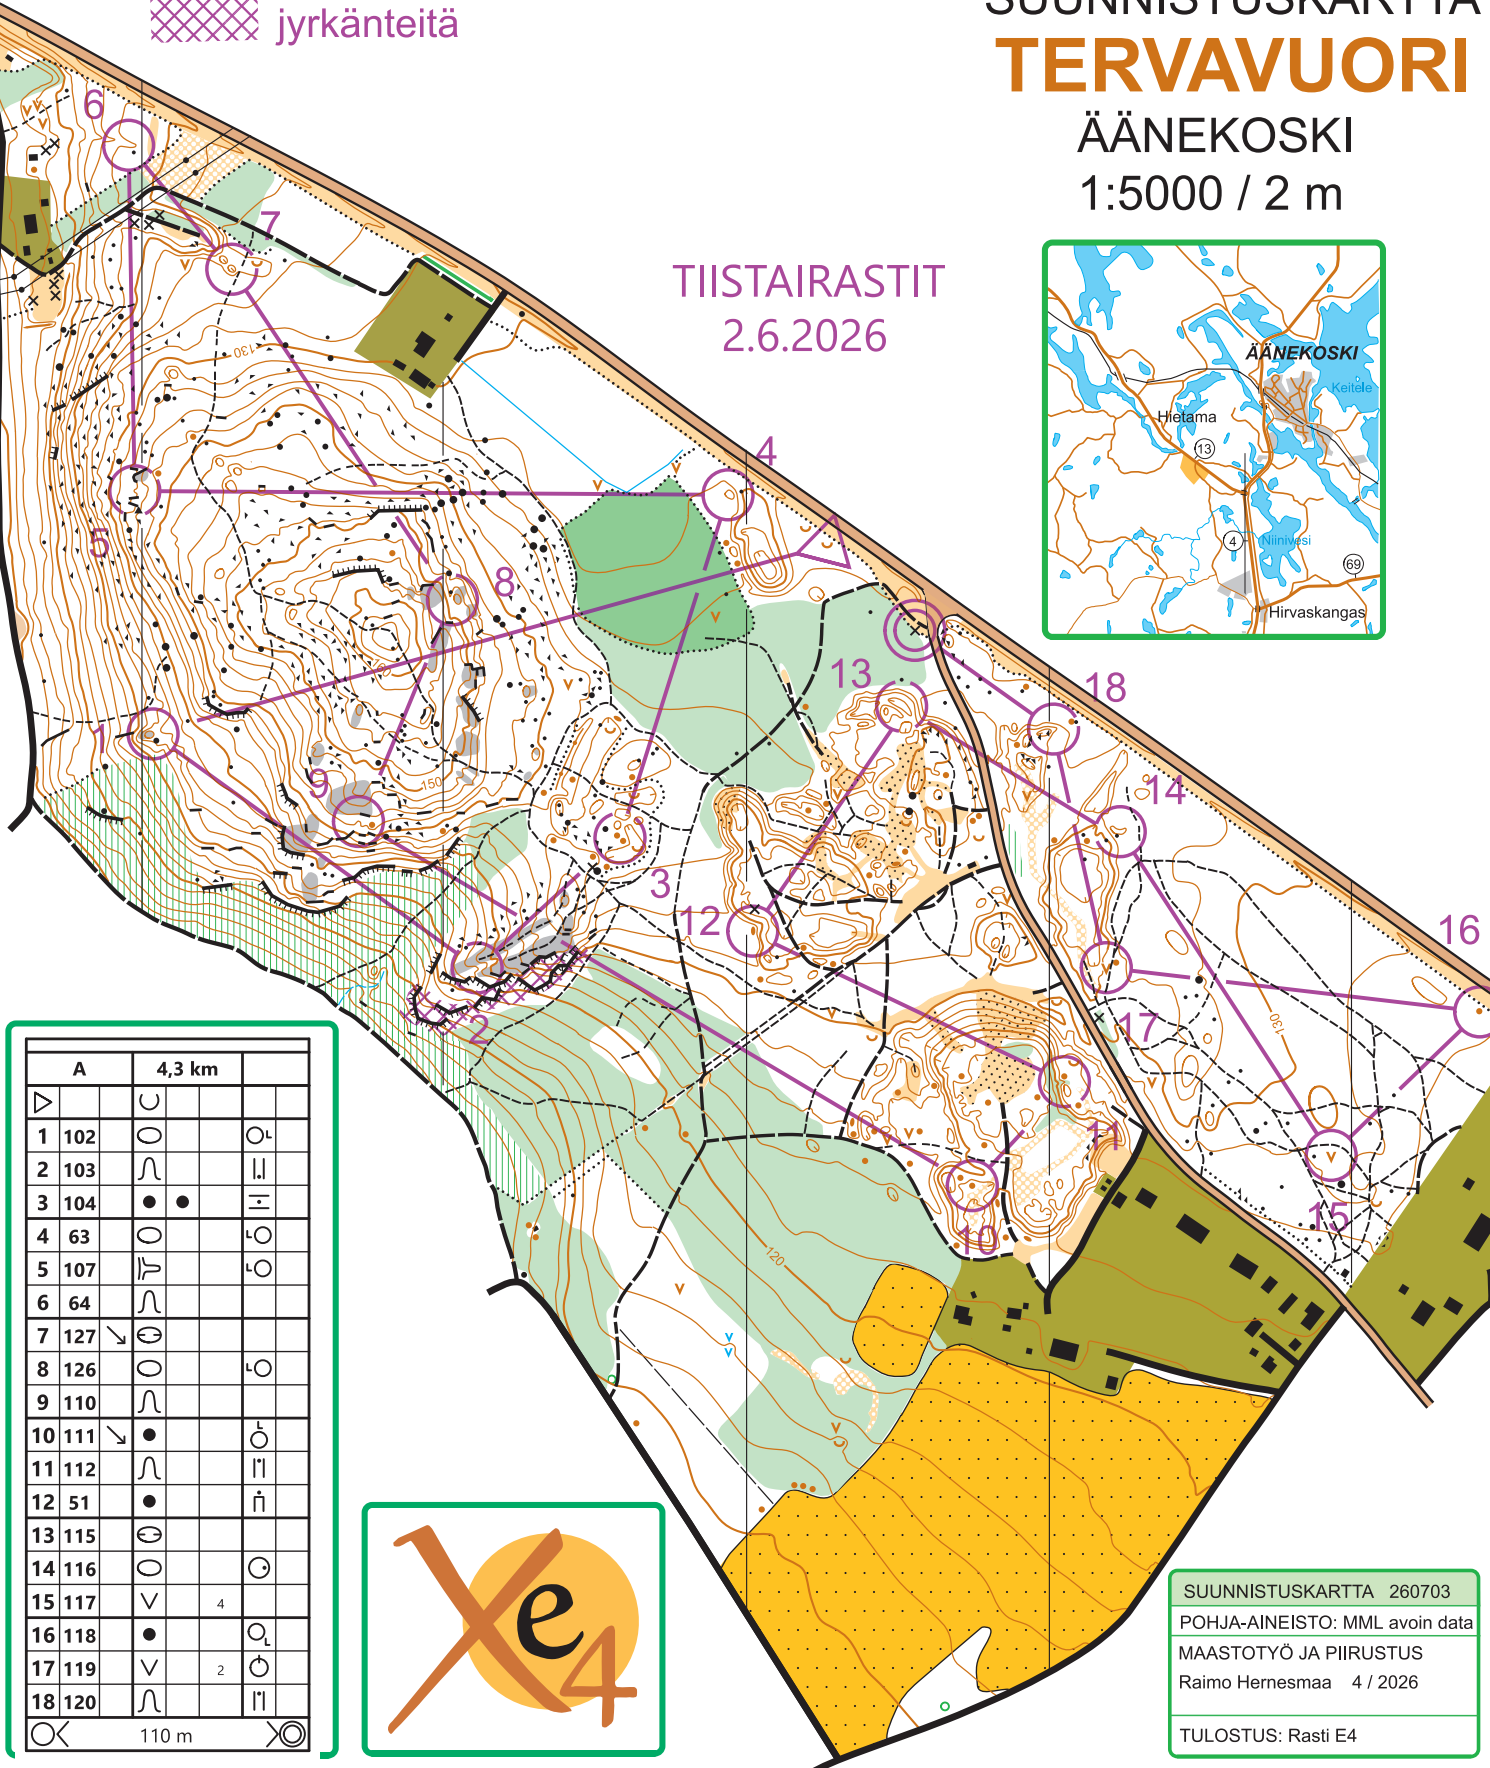 jyrkänteitä
SUUNNISTUSKARTTA
TERVAVUORI
ÄÄNEKOSKI
1:5000 / 2 m
TIISTAIRASTIT
2.6.2026
ÄÄNEKOSKI
Keitele
Hietama
13
4
Niinivesi
69
Hirvaskangas
6
7
130
4
5
8
13
18
1
9
150
14
3
12
16
2
17
130
11
15
10
120
A 4,3 km
1 102
2 103
3 104
4 63
5 107
6 64
7 127
8 126
9 110
10 111
11 112
12 51
13 115
14 116
15 117 4
16 118
17 119 2
18 120
110 m
Xe4
SUUNNISTUSKARTTA 260703
POHJA-AINEISTO: MML avoin data
MAASTOTYÖ JA PIIRUSTUS
Raimo Hernesmaa 4 / 2026
TULOSTUS: Rasti E4